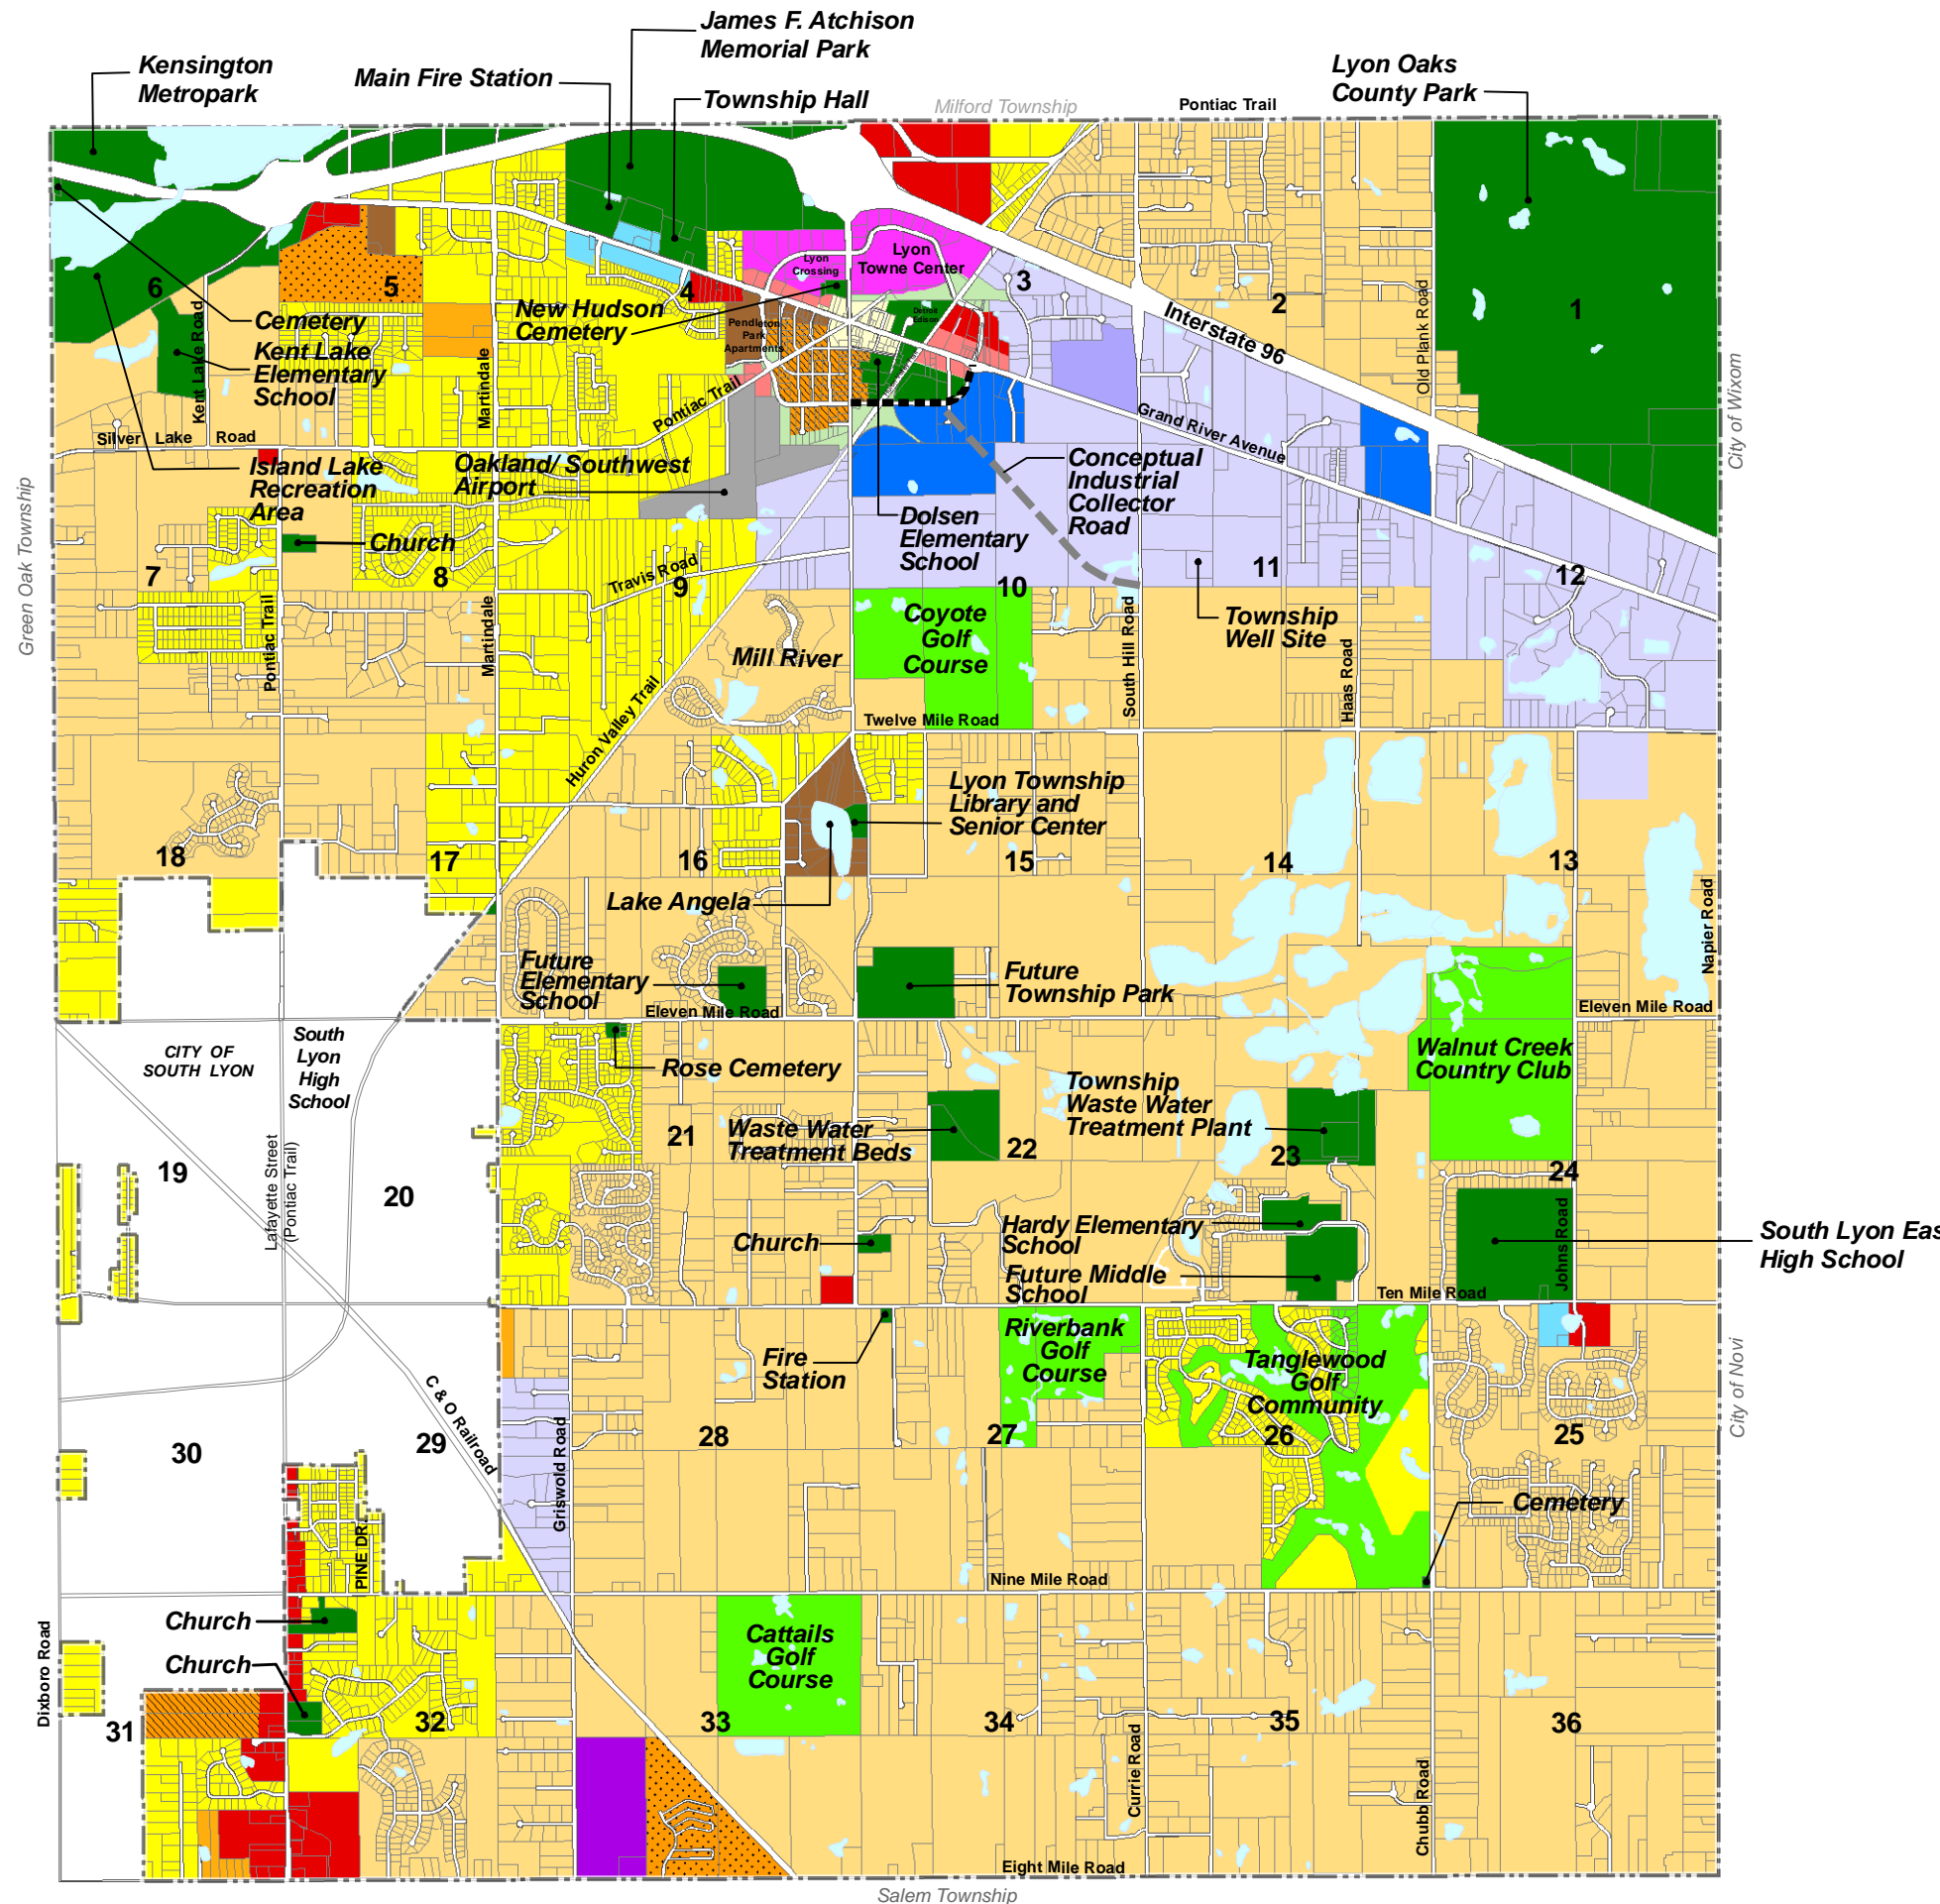 James F. Atchison
Memorial Park
Kensington
Metropark
Main Fire Station
Township Hall
Lyon Oaks
County Park
Milford Township
Pontiac Trail
Lyon
Crossing
Lyon
Towne Center
6
5
4
3
2
1
New Hudson
Cemetery
Detroit
Edison
Pendleton
Park
Apartments
Cemetery
Kent Lake
Elementary
School
Kent Lake Road
Martindale
Pontiac Trail
Interstate 96
Old Plank Road
City of Wixom
Grand River Avenue
Silver Lake Road
Island Lake
Recreation
Area
Oakland/ Southwest
Airport
Conceptual
Industrial
Collector
Road
Dolsen
Elementary
School
Green Oak Township
Church
7
8
9
10
11
12
Travis Road
Pontiac Trail
Martindale
Coyote
Golf
Course
Township
Well Site
Mill River
South Hill Road
Haas Road
Huron Valley Trail
Twelve Mile Road
Lyon Township
Library and
Senior Center
18
17
16
15
14
13
Lake Angela
Napier Road
Future
Elementary
School
Future
Township Park
Eleven Mile Road
Eleven Mile Road
CITY OF
SOUTH LYON
South
Lyon
High
School
Rose Cemetery
Walnut Creek
Country Club
Township
Waste Water
Treatment Plant
Waste Water
Treatment Beds
19
20
21
22
23
24
Lafayette Street
(Pontiac Trail)
Church
Hardy Elementary
School
Future Middle
School
Johns Road
South Lyon Eas
High School
Ten Mile Road
Fire
Station
Riverbank
Golf
Course
Tanglewood
Golf
Community
City of Novi
C & O Railroad
Griswold Road
30
29
28
27
26
25
Cemetery
PINE DR.
Nine Mile Road
Church
Church
Cattails
Golf
Course
Dixboro Road
31
32
33
34
35
36
Currie Road
Chubb Road
Eight Mile Road
Salem Township